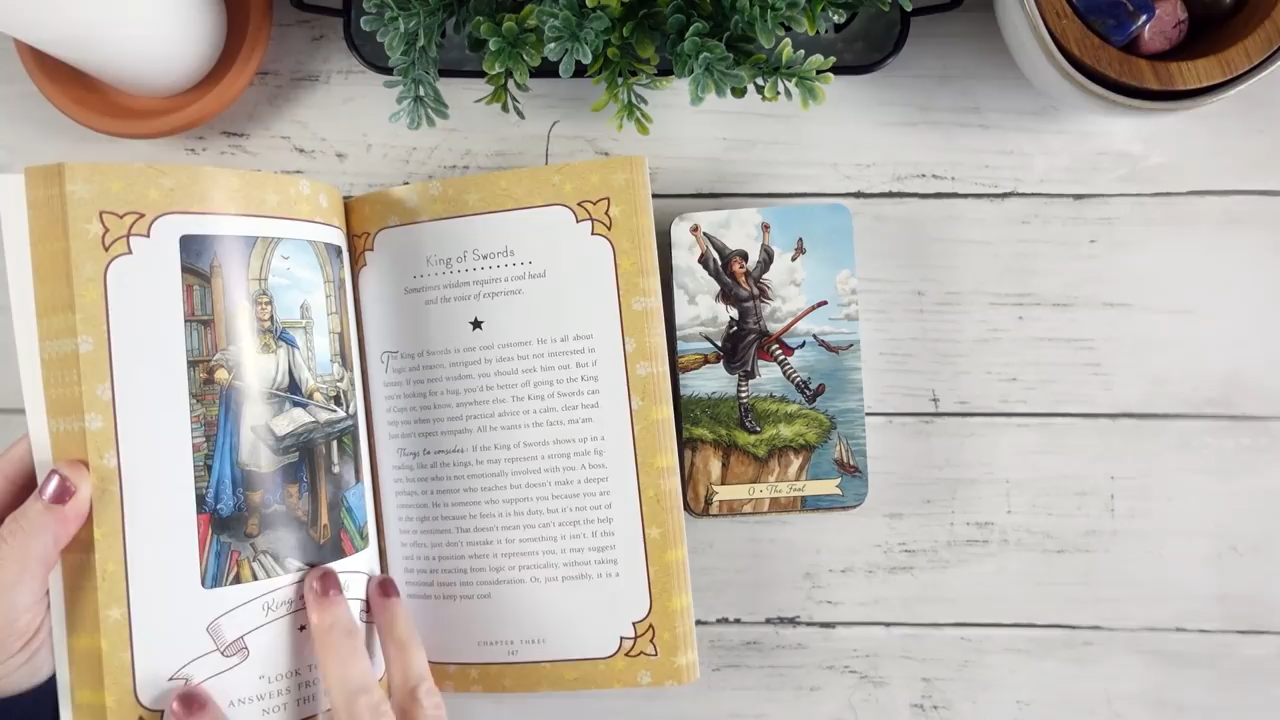 King of Swords
Sometimes wisdom requires a cool head
and the voice of experience.
The King of Swords is one cool customer. He is all about
logic and reason, intrigued by ideas but not interested in
fantasy. If you need wisdom, you should seek him out. But if
you're looking for a hug, you'd be better off going to the King
of Cups or, you know, anywhere else. The King of Swords can
help you when you need practical advice or a calm, clear head.
Just don't expect sympathy. All he wants is the facts, ma'am.
Things to consider: If the King of Swords shows up in a
reading, like all the kings, he may represent a strong male fig-
ure, but one who is not emotionally involved with you. A boss,
perhaps, or a mentor who teaches but doesn't make a deeper
connection. He is someone who supports you because you are
in the right or because he feels it is his duty, but it's not out of
love or sentiment. That doesn't mean you can't accept the help
he offers, just don't mistake it for something it isn't. If this
card is in a position where it represents you, it may suggest
that you are reacting from logic or practicality, without taking
emotional issues into consideration. Or, just possibly, it is a
reminder to keep your cool.
CHAPTER THREE
147
King
"LOOK TO
ANSWERS FRO
NOT THE
0 • The Fool